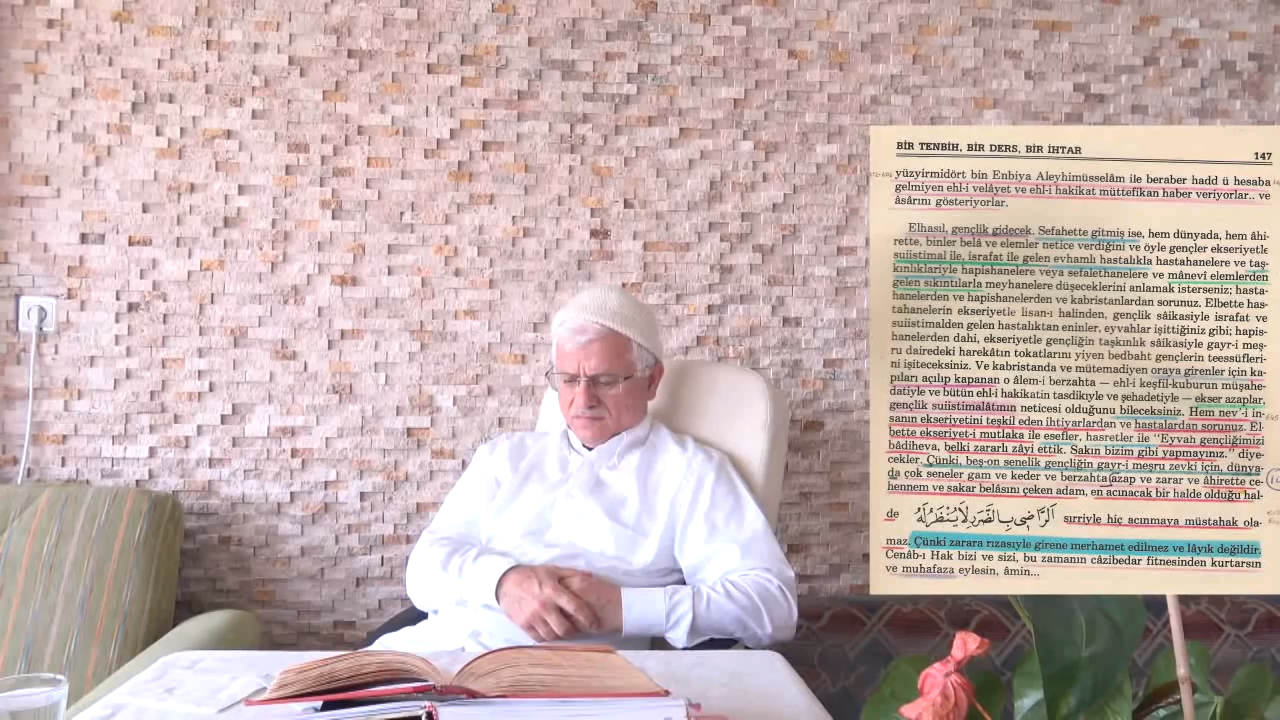 BİR TENBİH, BİR DERS, BİR İHTAR 147
yüzyirmidört bin Enbiya Aleyhimüsselâm ile beraber hadd ü hesaba
gelmiyen ehl-i velâyet ve ehl-i hakikat müttefikan haber veriyorlar.. ve
âsârını gösteriyorlar.
Elhasıl, gençlik gidecek. Sefahette gitmiş ise, hem dünyada, hem âhi-
rette, binler belâ ve elemler netice verdiğini ve öyle gençler ekseriyetle
suiistimal ile, israfat ile gelen evhamlı hastalıkla hastahanelere ve taş-
kınlıklariyle hapishanelere veya sefalethanelere ve mânevi elemlerden
gelen sıkıntılarla meyhanelere düşeceklerini anlamak isterseniz; hasta-
hanelerden ve hapishanelerden ve kabristanlardan sorunuz. Elbette has-
tahanelerin ekseriyetle lisan-ı halinden, gençlik sâikasiyle israfat ve
suiistimalden gelen hastalıktan eninler, eyvahlar işittiğiniz gibi; hapis-
hanelerden dahi, ekseriyetle gençliğin taşkınlık sâikasiyle gayr-i meş-
ru dairedeki harekâtın tokatlarını yiyen bedbaht gençlerin teessüfleri-
ni işiteceksiniz. Ve kabristanda ve mütemadiyen oraya girenler için ka-
pıları açılıp kapanan o âlem-i berzahta — ehl-i keşfil-kuburun müşahe-
datiyle ve bütün ehl-i hakikatin tasdikıyle ve şehadetiyle — ekser azaplar,
gençlik suiistimalâtının neticesi olduğunu bileceksiniz. Hem nev'-i in-
sanın ekseriyetini teşkil eden ihtiyarlardan ve hastalardan sorunuz. El-
bette ekseriyet-i mutlaka ile esefler, hasretler ile "Eyvah gençliğimizi
bâdiheva, belki zararlı zâyi ettik. Sakın bizim gibi yapmayınız." diye-
cekler. Çünki, beş-on senelik gençliğin gayr-i meşru zevki için, dünya-
da çok seneler gam ve keder ve berzahta azap ve zarar ve âhirette ce-
hennem ve sakar belâsını çeken adam, en acınacak bir halde olduğu hal-
de اَلرَّاضِى بِالضَّرَرِ لَا يُنْظَرُ لَهُ sırriyle hiç acınmaya müstahak ola-
maz. Çünki zarara rızasıyle girene merhamet edilmez ve lâyık değildir.
Cenâb-ı Hak bizi ve sizi, bu zamanın câzibedar fitnesinden kurtarsın
ve muhafaza eylesin, âmin...